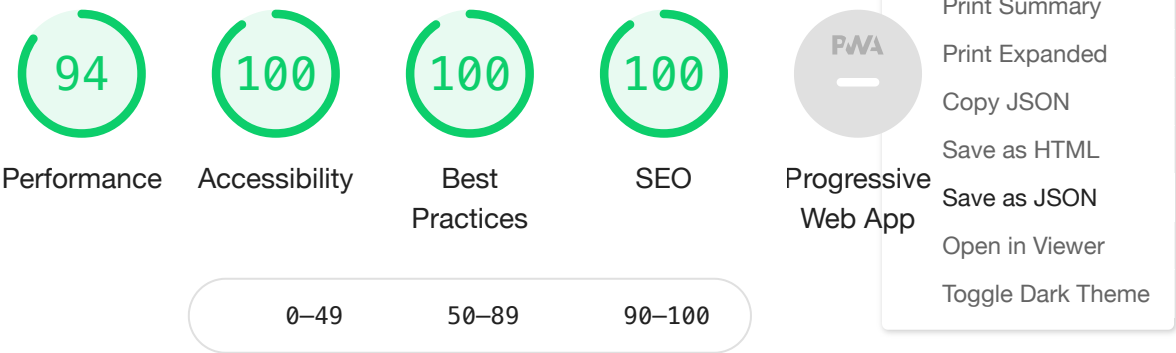 94
100
100
100
PWA
Performance
Accessibility
Best
Practices
SEO
Progressive
Web App
0–49
50–89
90–100
Print Summary
Print Expanded
Copy JSON
Save as HTML
Save as JSON
Open in Viewer
Toggle Dark Theme